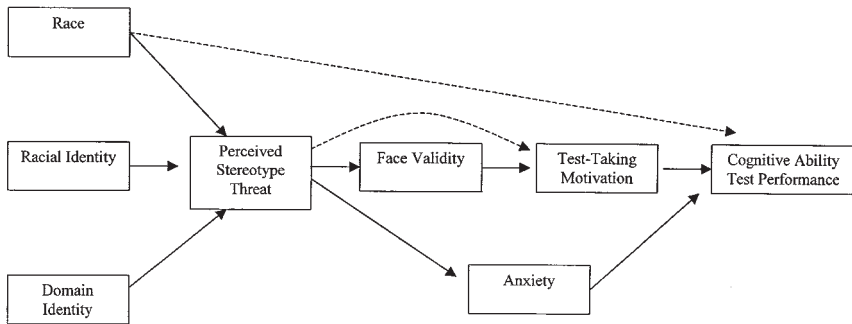 Race
Racial Identity
Perceived
Stereotype
Threat
Face Validity
Test-Taking
Motivation
Cognitive Ability
Test Performance
Domain
Identity
Anxiety